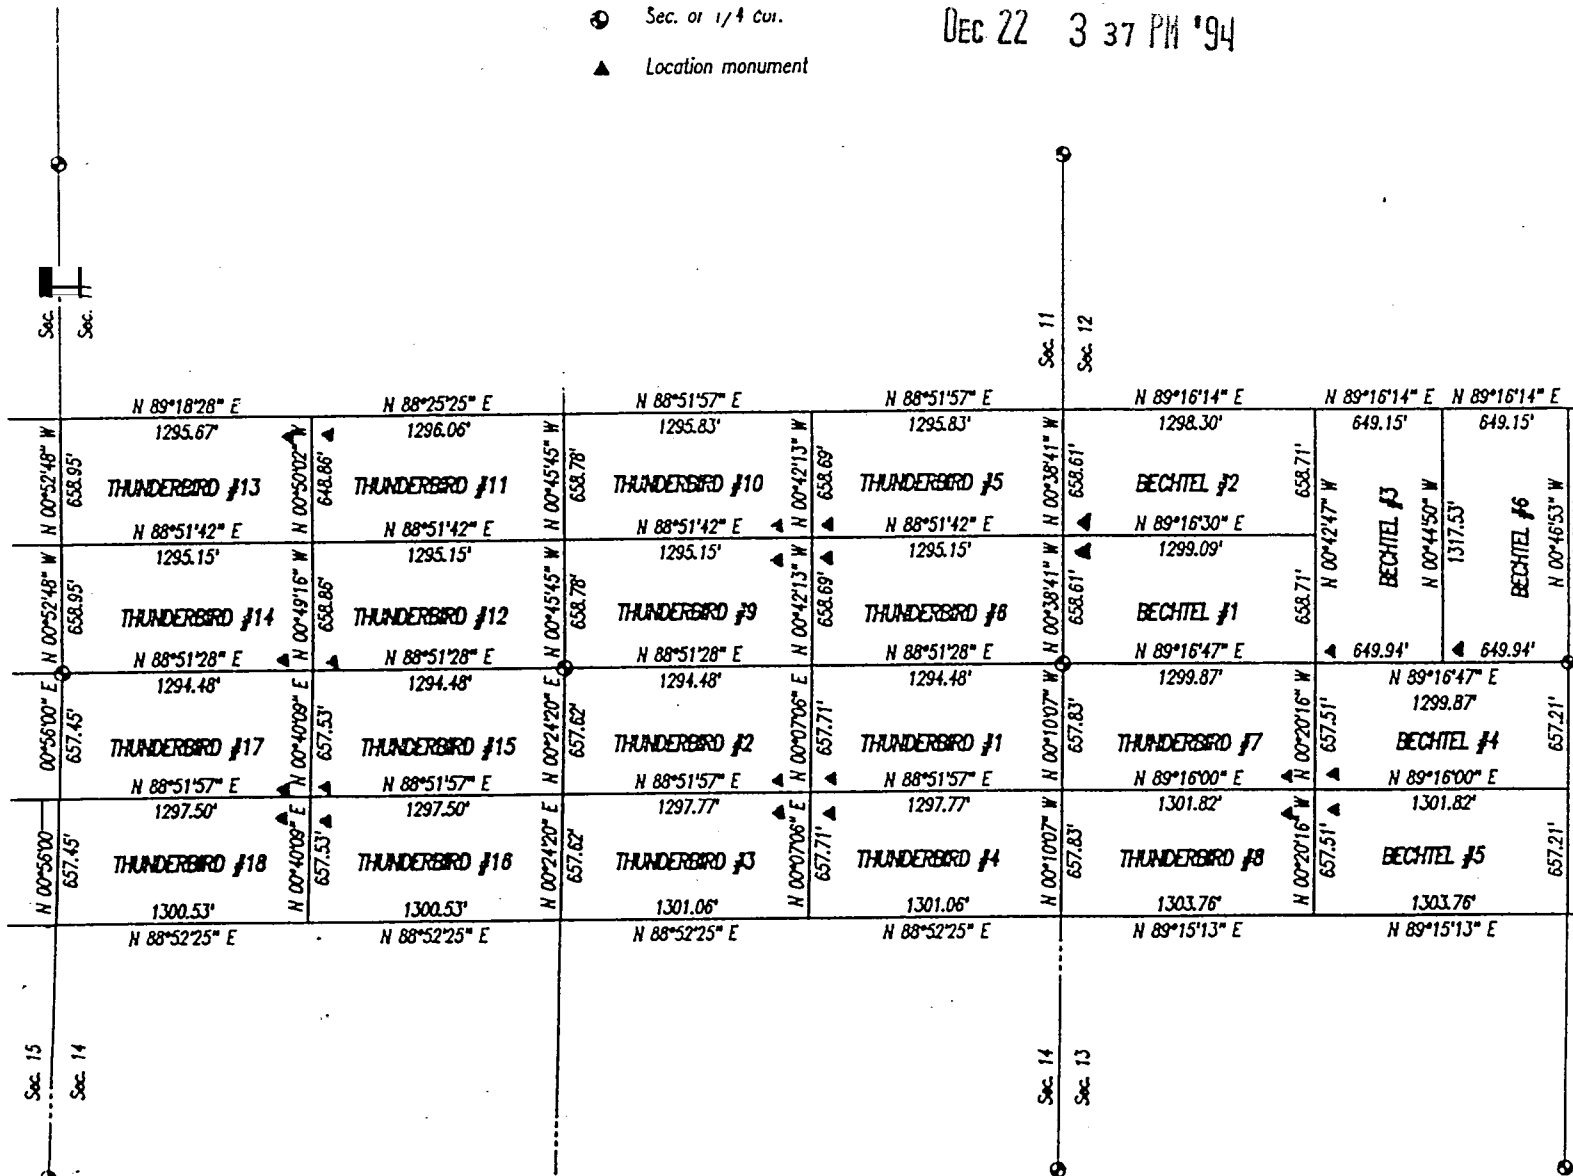 Sec. or 1/4 cor.
DEC 22 3 37 PM '94
Location monument
Sec. 11
Sec.
Sec. 11
Sec. 12
N 89°18'28" E N 88°25'25" E N 88°51'57" E N 88°51'57" E N 89°16'14" E N 89°16'14" E N 89°16'14" E
1295.67' 1296.06' 1295.83' 1295.83' 1298.30' 649.15' 649.15'
N 00°52'48" W 658.95' N 00°50'02" W 648.86' N 00°45'45" W 658.78' N 00°42'13" W 658.69' N 00°38'41" W 658.61' 658.71'
THUNDERBIRD #13 THUNDERBIRD #11 THUNDERBIRD #10 THUNDERBIRD #5 BECHTEL #2
N 00°42'47" W BECHTEL #3 N 00°44'50" W 1317.53' BECHTEL #6 N 00°46'53" W
N 88°51'42" E N 88°51'42" E N 88°51'42" E N 88°51'42" E N 89°16'30" E
1295.15' 1295.15' 1295.15' 1295.15' 1299.09'
N 00°52'48" W 658.95' N 00°49'16" W 658.86' N 00°45'45" W 658.78' N 00°42'13" W 658.69' N 00°38'41" W 658.61' 658.71'
THUNDERBIRD #14 THUNDERBIRD #12 THUNDERBIRD #9 THUNDERBIRD #6 BECHTEL #1
N 88°51'28" E N 88°51'28" E N 88°51'28" E N 88°51'28" E N 89°16'47" E 649.94' 649.94'
1294.48' 1294.48' 1294.48' 1294.48' 1299.87' N 89°16'47" E
1299.87'
00°56'00" E 657.45' N 00°40'09" E 657.53' N 00°24'20" E 657.62' N 00°07'06" E 657.71' N 00°10'07" W 657.83' N 00°20'16" W 657.51' 657.21'
THUNDERBIRD #17 THUNDERBIRD #15 THUNDERBIRD #2 THUNDERBIRD #1 THUNDERBIRD #7 BECHTEL #4
N 88°51'57" E N 88°51'57" E N 88°51'57" E N 88°51'57" E N 89°16'00" E N 89°16'00" E
1297.50' 1297.50' 1297.77' 1297.77' 1301.82' 1301.82'
N 00°56'00 657.45' N 00°40'09" E 657.53' N 00°24'20" E 657.62' N 00°07'06" E 657.71' N 00°10'07" W 657.83' N 00°20'16" W 657.51' 657.21'
THUNDERBIRD #18 THUNDERBIRD #16 THUNDERBIRD #3 THUNDERBIRD #4 THUNDERBIRD #8 BECHTEL #5
1300.53' 1300.53' 1301.06' 1301.06' 1303.76' 1303.76'
N 88°52'25" E N 88°52'25" E N 88°52'25" E N 88°52'25" E N 89°15'13" E N 89°15'13" E
Sec. 15
Sec. 14
Sec. 14
Sec. 13